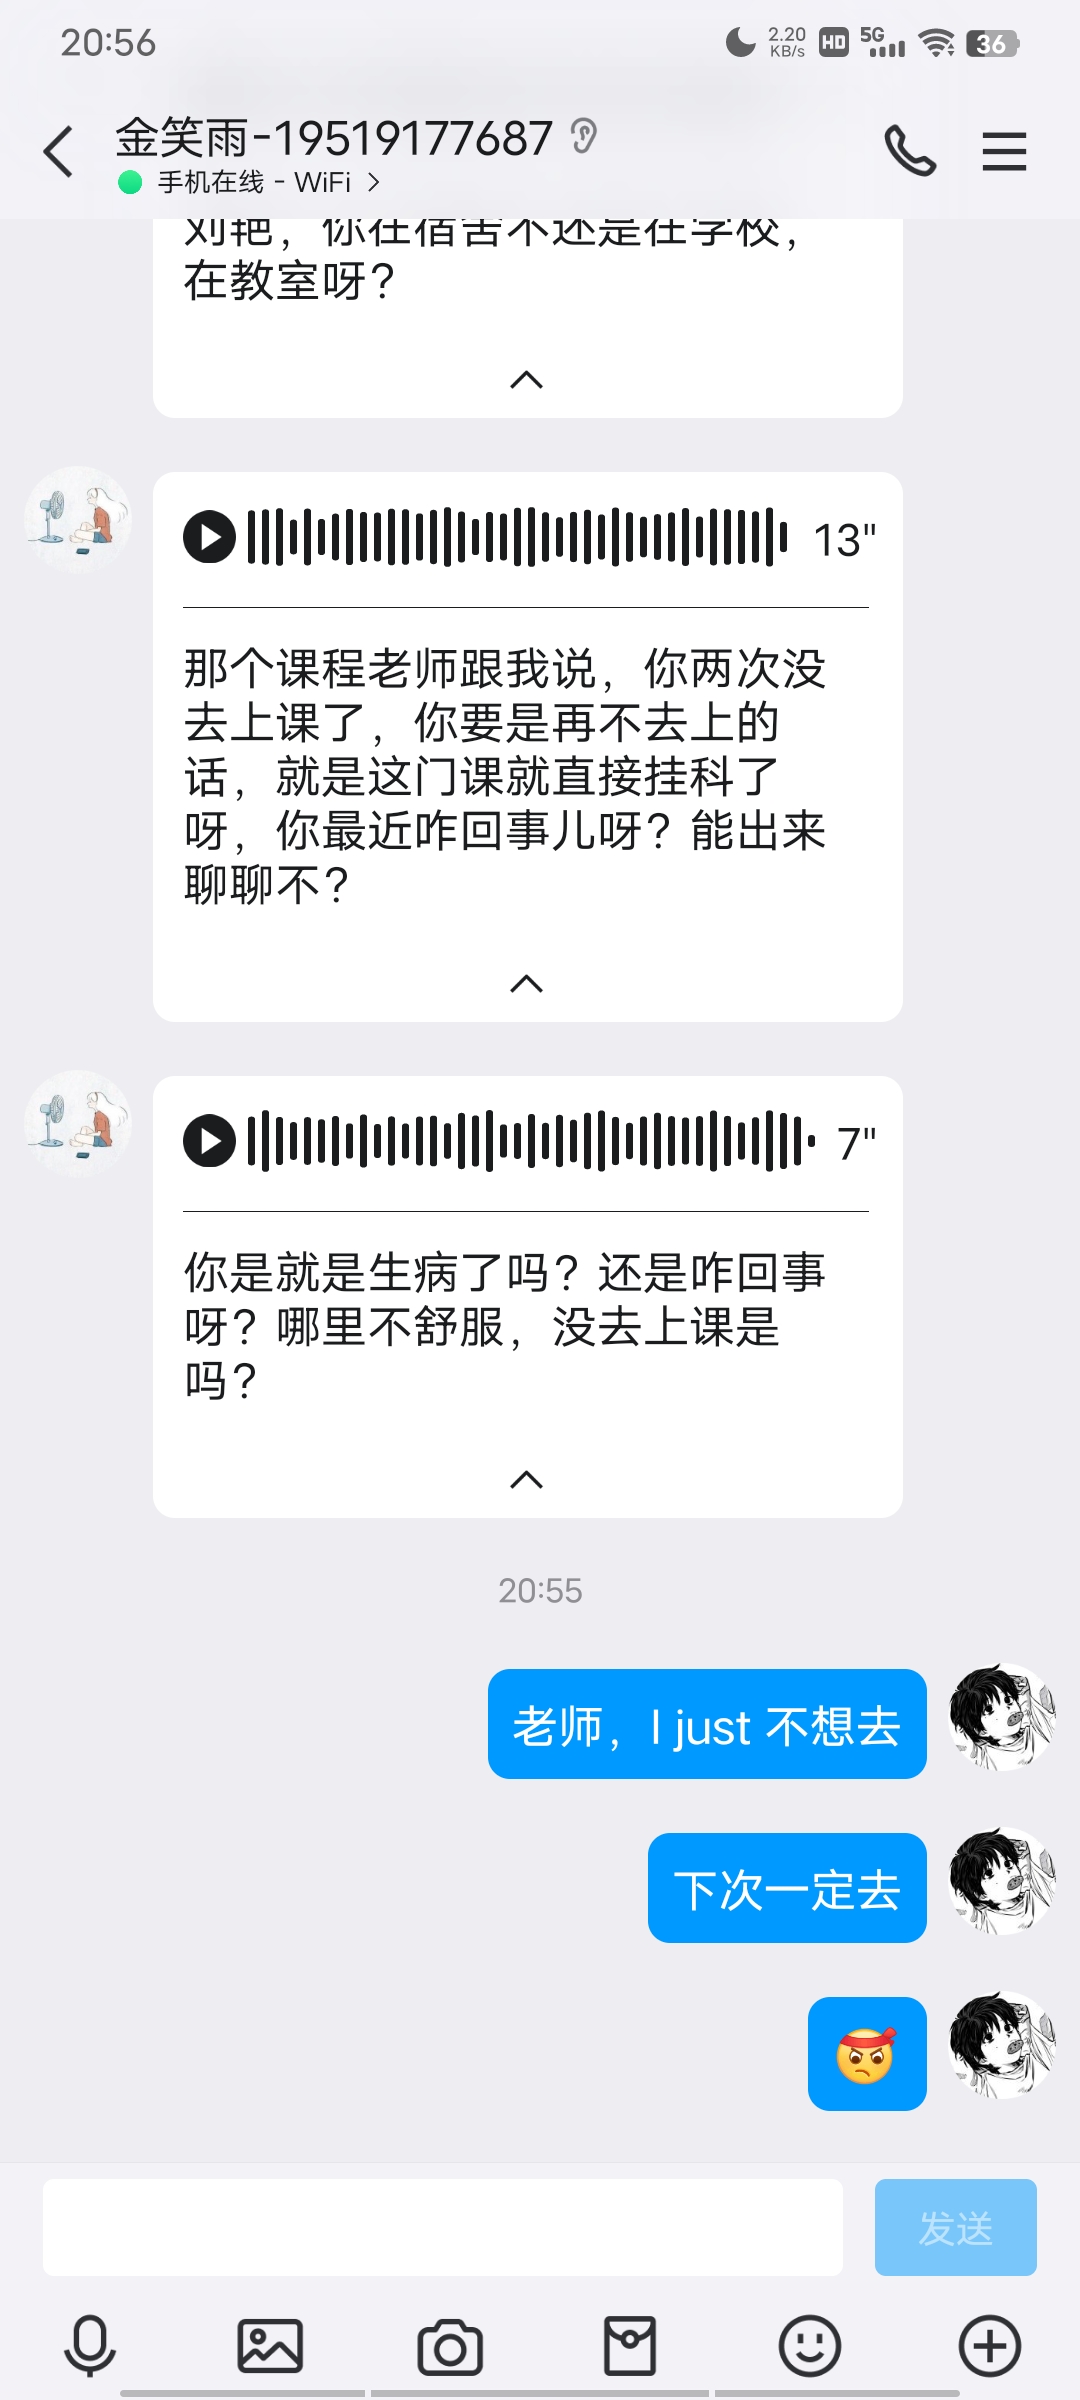 20:56
2.20
KB/s
HD
5G
36
金笑雨-19519177687
手机在线 - WiFi
刘艳，你在宿舍不还是在学校，
在教室呀？
13"
那个课程老师跟我说，你两次没
去上课了，你要是再不去上的
话，就是这门课就直接挂科了
呀，你最近咋回事儿呀？能出来
聊聊不？
7"
你是就是生病了吗？还是咋回事
呀？哪里不舒服，没去上课是
吗？
20:55
老师，I just 不想去
下次一定去
发送